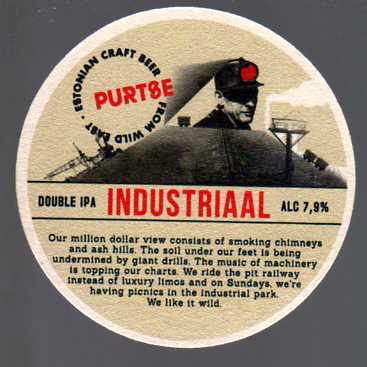 ESTONIAN CRAFT BEER
FROM WILD EAST
PURTSE
DOUBLE IPA INDUSTRIAAL ALC 7,9%
Our million dollar view consists of smoking chimneys
and ash hills. The soil under our feet is being
undermined by giant drills. The music of machinery
is topping our charts. We ride the pit railway
instead of luxury limos and on Sundays, we're
having picnics in the industrial park.
We like it wild.